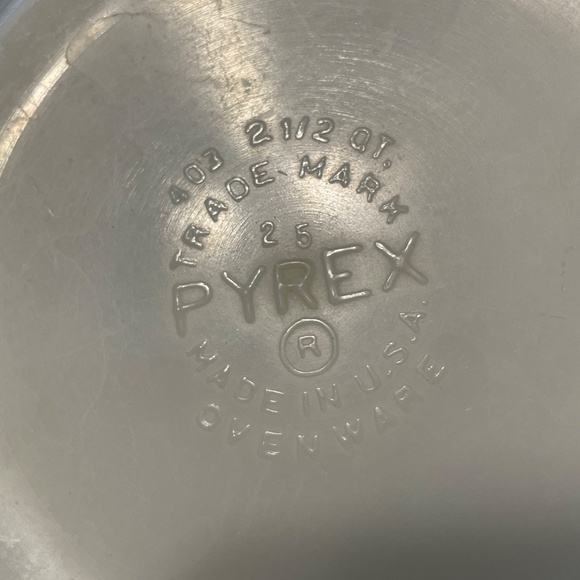 403 2 1/2 QT.
TRADE MARK
25
PYREX
®
MADE IN U.S.A.
OVENWARE